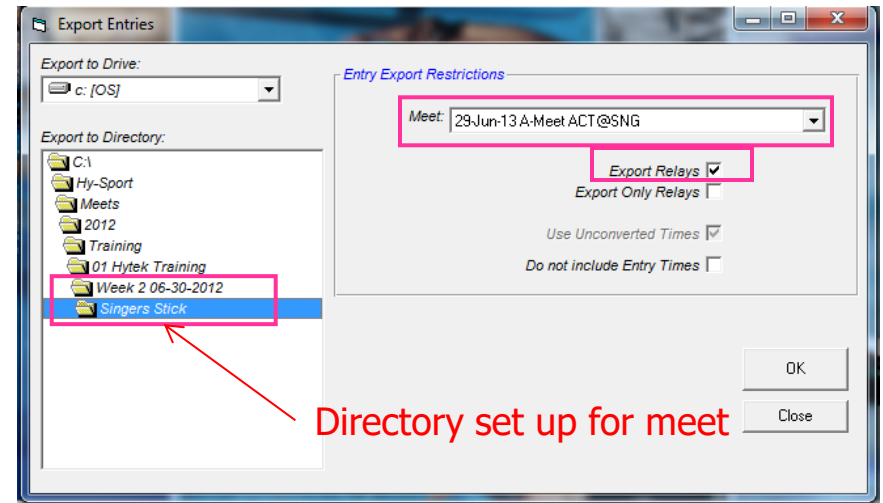 Export Entries
Export to Drive:
c: [OS]
Export to Directory:
C:\
Hy-Sport
Meets
2012
Training
01 Hytek Training
Week 2 06-30-2012
Singers Stick
Entry Export Restrictions
Meet: 29-Jun-13 A-Meet ACT@SNG
Export Relays
Export Only Relays
Use Unconverted Times
Do not include Entry Times
OK
Close
Directory set up for meet